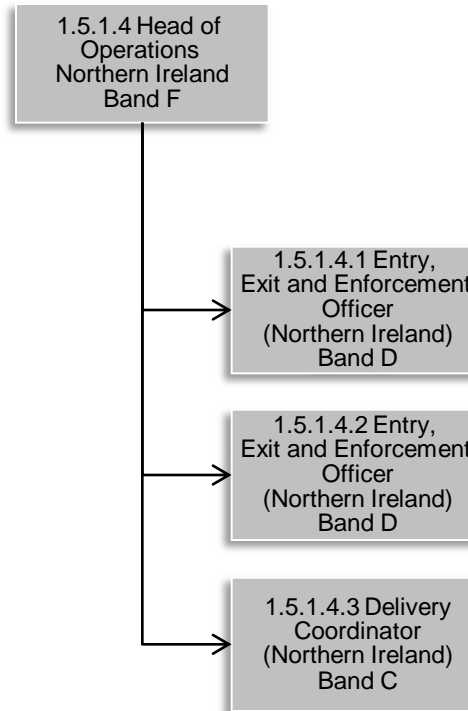 1.5.1.4 Head of
Operations
Northern Ireland
Band F
1.5.1.4.1 Entry,
Exit and Enforcement
Officer
(Northern Ireland)
Band D
1.5.1.4.2 Entry,
Exit and Enforcement
Officer
(Northern Ireland)
Band D
1.5.1.4.3 Delivery
Coordinator
(Northern Ireland)
Band C